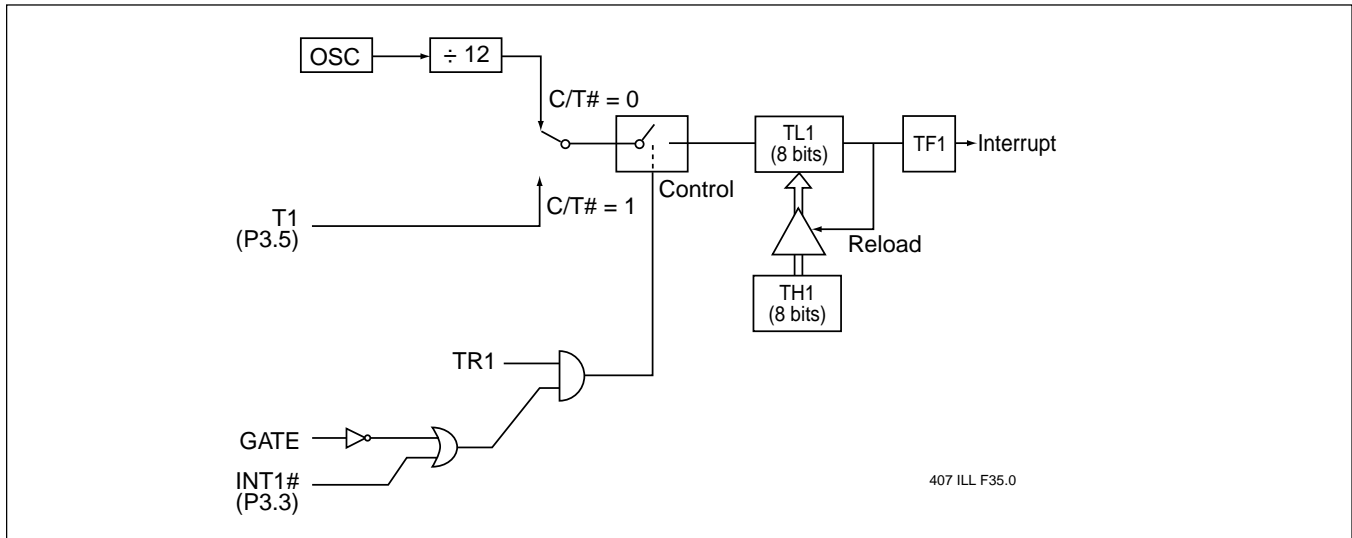 OSC
÷ 12
C/T# = 0
TL1
(8 bits)
TF1
Interrupt
Control
C/T# = 1
T1
(P3.5)
Reload
TH1
(8 bits)
TR1
GATE
INT1#
(P3.3)
407 ILL F35.0